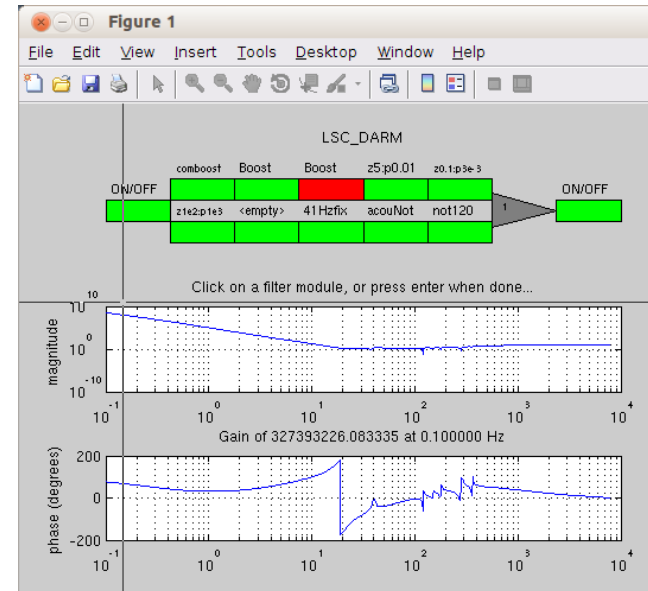 Figure 1
File Edit View Insert Tools Desktop Window Help
LSC_DARM
comboost Boost Boost z5:p0.01 z0.1:p3e-3
ON/OFF ON/OFF
z1e2:p1e3 <empty> 41Hzfix acouNot not120 1
Click on a filter module, or press enter when done...
10
10
magnitude
10 0
10 -10
10 -1 10 0 10 1 10 2 10 3 10 4
Gain of 327393226.083335 at 0.100000 Hz
phase (degrees)
200
0
-200
10 -1 10 0 10 1 10 2 10 3 10 4